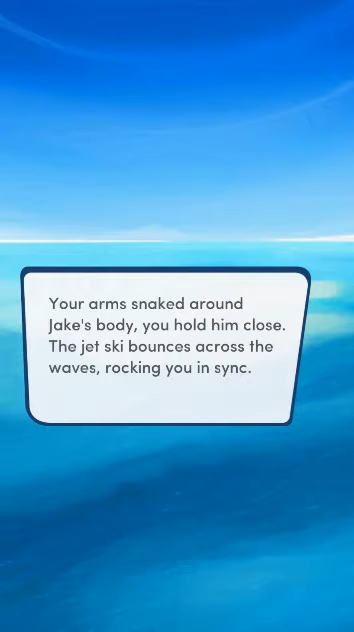 Your arms snaked around
Jake's body, you hold him close.
The jet ski bounces across the
waves, rocking you in sync.